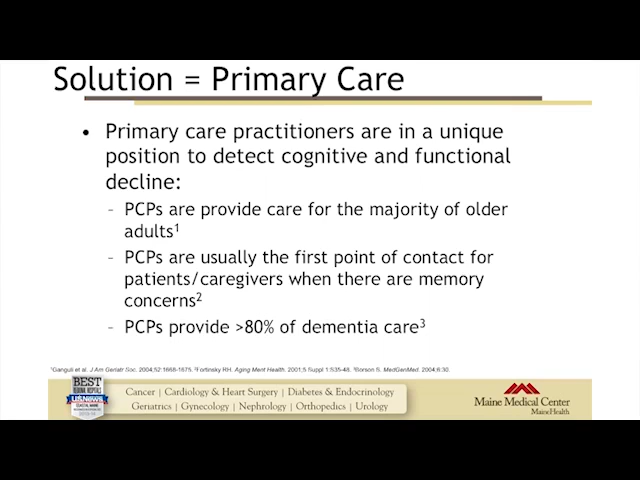 Solution = Primary Care
• Primary care practitioners are in a unique
position to detect cognitive and functional
decline:
– PCPs are provide care for the majority of older
adults¹
– PCPs are usually the first point of contact for
patients/caregivers when there are memory
concerns²
– PCPs provide >80% of dementia care³
¹Ganguli et al. J Am Geriatr Soc. 2004;52:1668-1675. ²Fortinsky RH. Aging Ment Health. 2001;5 Suppl 1:S35-48. ³Borson S. MedGenMed. 2004;6:30.
BEST
REGIONAL HOSPITALS
U.S.News
Cancer | Cardiology & Heart Surgery | Diabetes & Endocrinology
Geriatrics | Gynecology | Nephrology | Orthopedics | Urology
Maine Medical Center
MaineHealth